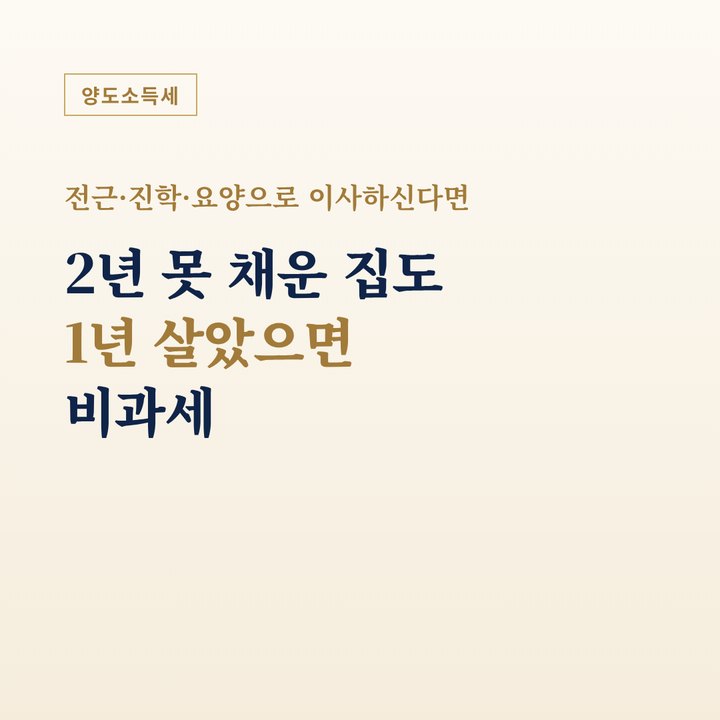 양도소득세
전근·진학·요양으로 이사하신다면
2년 못 채운 집도
1년 살았으면
비과세